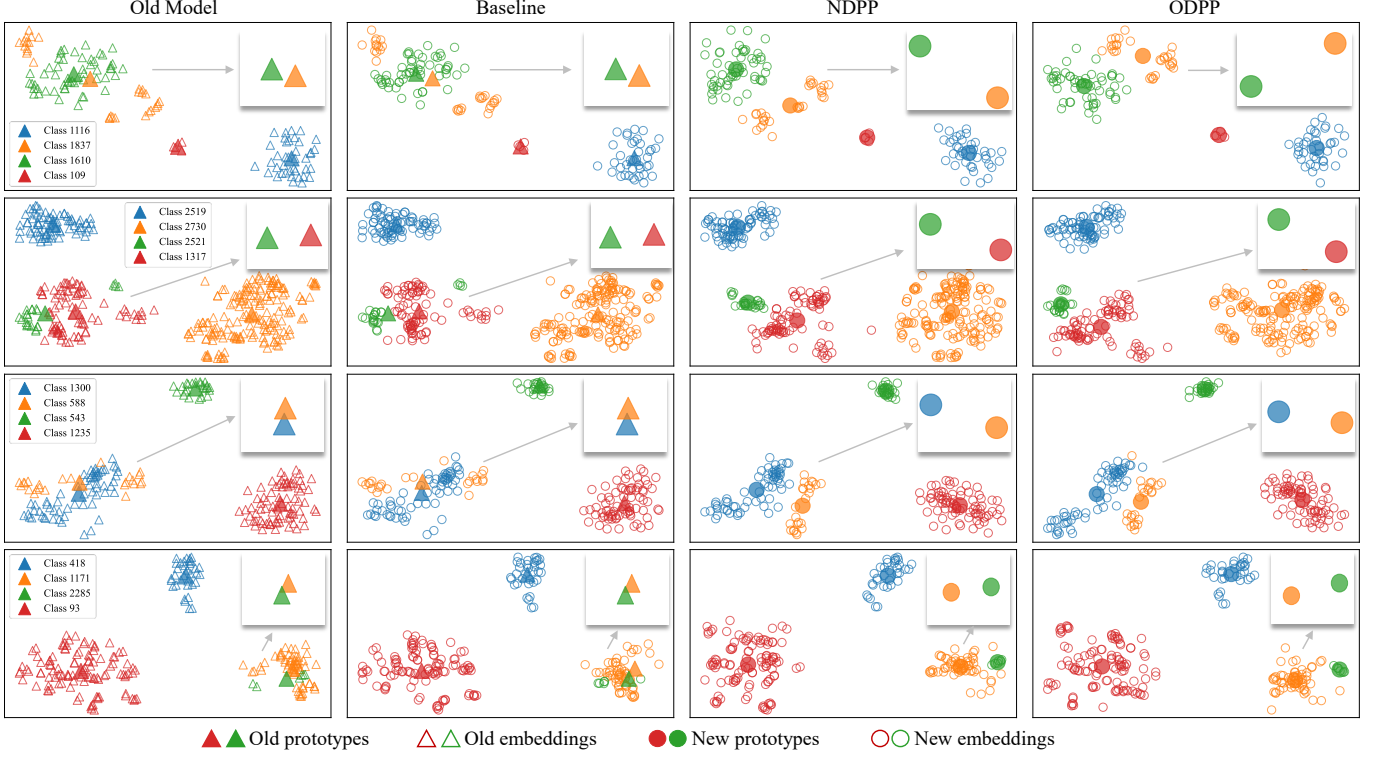 Old Model Baseline NDPP ODPP
Class 1116
Class 1837
Class 1610
Class 109
Class 2519
Class 2730
Class 2521
Class 1317
Class 1300
Class 588
Class 543
Class 1235
Class 418
Class 1171
Class 2285
Class 93
Old prototypes Old embeddings New prototypes New embeddings